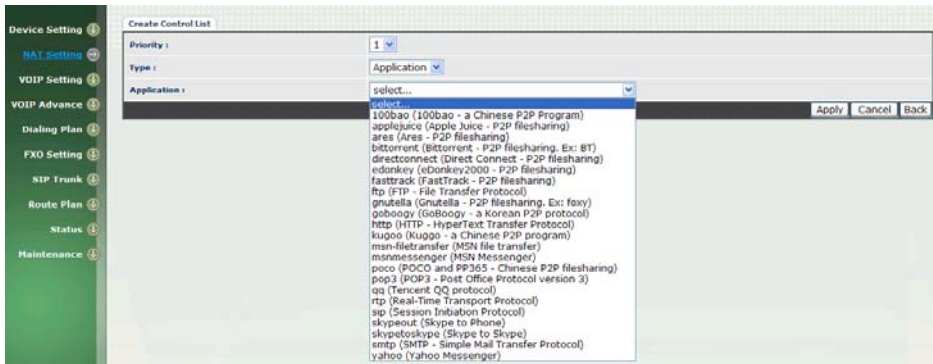 Device Setting
NAT Setting
VOIP Setting
VOIP Advance
Dialing Plan
FXO Setting
SIP Trunk
Route Plan
Status
Maintenance
Create Control List
Priority :
1
Type :
Application
Application :
select...
Apply
Cancel
Back
select...
100bao (100bao - a Chinese P2P Program)
applejuice (Apple Juice - P2P filesharing)
ares (Ares - P2P filesharing)
bittorrent (Bittorrent - P2P filesharing. Ex: BT)
directconnect (Direct Connect - P2P filesharing)
edonkey (eDonkey2000 - P2P filesharing)
fasttrack (FastTrack - P2P filesharing)
ftp (FTP - File Transfer Protocol)
gnutella (Gnutella - P2P filesharing. Ex: foxy)
goboogy (GoBoogy - a Korean P2P protocol)
http (HTTP - HyperText Transfer Protocol)
kugoo (Kuggo - a Chinese P2P program)
msn-filetransfer (MSN file transfer)
msnmessenger (MSN Messenger)
poco (POCO and PP365 - Chinese P2P filesharing)
pop3 (POP3 - Post Office Protocol version 3)
qq (Tencent QQ protocol)
rtp (Real-Time Transport Protocol)
sip (Session Initiation Protocol)
skypeout (Skype to Phone)
skypetoskype (Skype to Skype)
smtp (SMTP - Simple Mail Transfer Protocol)
yahoo (Yahoo Messenger)